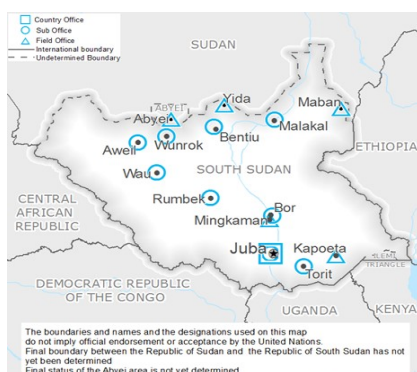 Country Office
Sub Office
Field Office
International boundary
Undetermined Boundary
SUDAN
Yida
Maban
ABYEI
Abyei
Malakal
Wunrok
Bentiu
Aweil
ETHIOPIA
SOUTH SUDAN
Wau
CENTRAL
AFRICAN
REPUBLIC
Rumbek
Bor
Mingkaman
Juba
Kapoeta
ILEMI
TRIANGLE
Torit
DEMOCRATIC REPUBLIC
OF THE CONGO
UGANDA
KENYA
The boundaries and names and the designations used on this map
do not imply official endorsement or acceptance by the United Nations.
Final boundary between the Republic of Sudan and the Republic of South Sudan has not
yet been determined
Final status of the Abyei area is not yet determined